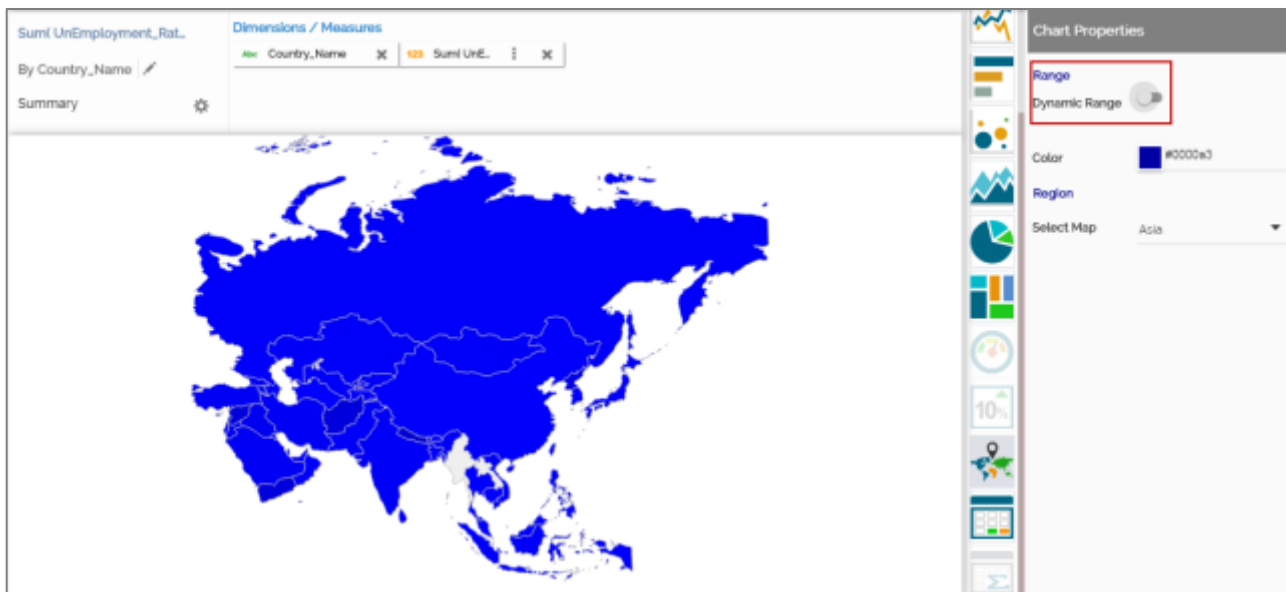 Sum( UnEmployment_Rat...
By Country_Name
Summary
Dimensions / Measures
Abc Country_Name
123 Sum( UnE...
10%
Σ
Chart Properties
Range
Dynamic Range
Color #0000a3
Region
Select Map Asia